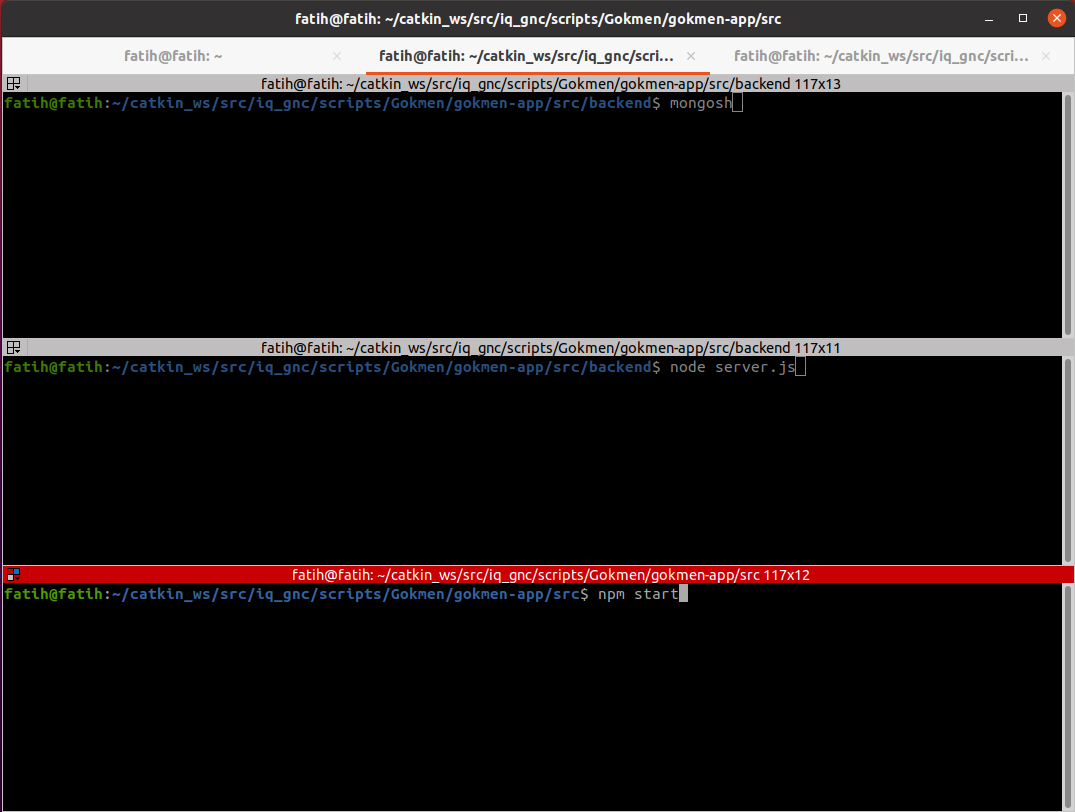 fatih@fatih: ~/catkin_ws/src/iq_gnc/scripts/Gokmen/gokmen-app/src
fatih@fatih: ~
fatih@fatih: ~/catkin_ws/src/iq_gnc/scri...
fatih@fatih: ~/catkin_ws/src/iq_gnc/scri...
fatih@fatih: ~/catkin_ws/src/iq_gnc/scripts/Gokmen/gokmen-app/src/backend 117x13
fatih@fatih:~/catkin_ws/src/iq_gnc/scripts/Gokmen/gokmen-app/src/backend$ mongosh
fatih@fatih: ~/catkin_ws/src/iq_gnc/scripts/Gokmen/gokmen-app/src/backend 117x11
fatih@fatih:~/catkin_ws/src/iq_gnc/scripts/Gokmen/gokmen-app/src/backend$ node server.js
fatih@fatih: ~/catkin_ws/src/iq_gnc/scripts/Gokmen/gokmen-app/src 117x12
fatih@fatih:~/catkin_ws/src/iq_gnc/scripts/Gokmen/gokmen-app/src$ npm start